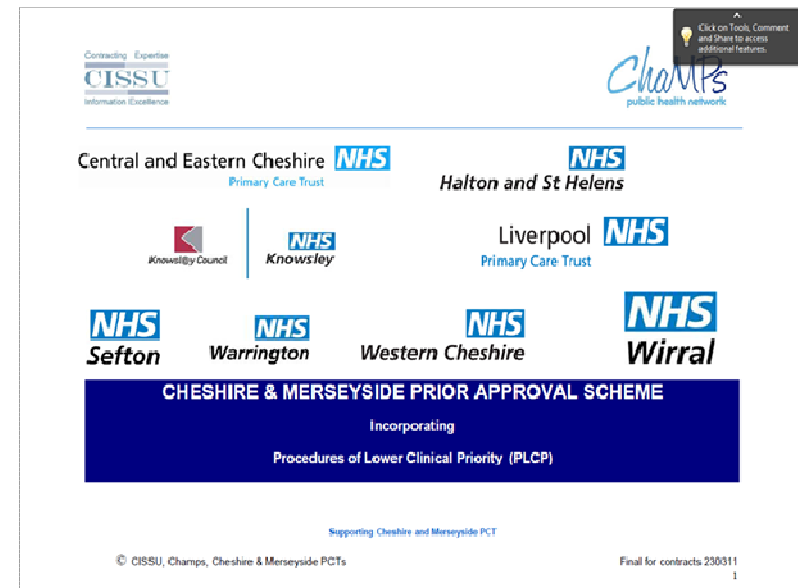 Click on Tools, Comment
and Share to access
additional features.
Contracting Expertise
CISSU
Information Excellence
ChaMPs
public health network
Central and Eastern Cheshire NHS
Primary Care Trust
NHS
Halton and St Helens
Knowsley Council
NHS
Knowsley
Liverpool NHS
Primary Care Trust
NHS
Sefton
NHS
Warrington
NHS
Western Cheshire
NHS
Wirral
CHESHIRE & MERSEYSIDE PRIOR APPROVAL SCHEME
Incorporating
Procedures of Lower Clinical Priority (PLCP)
Supporting Cheshire and Merseyside PCT
© CISSU, Champs, Cheshire & Merseyside PCTs
Final for contracts 230311
1